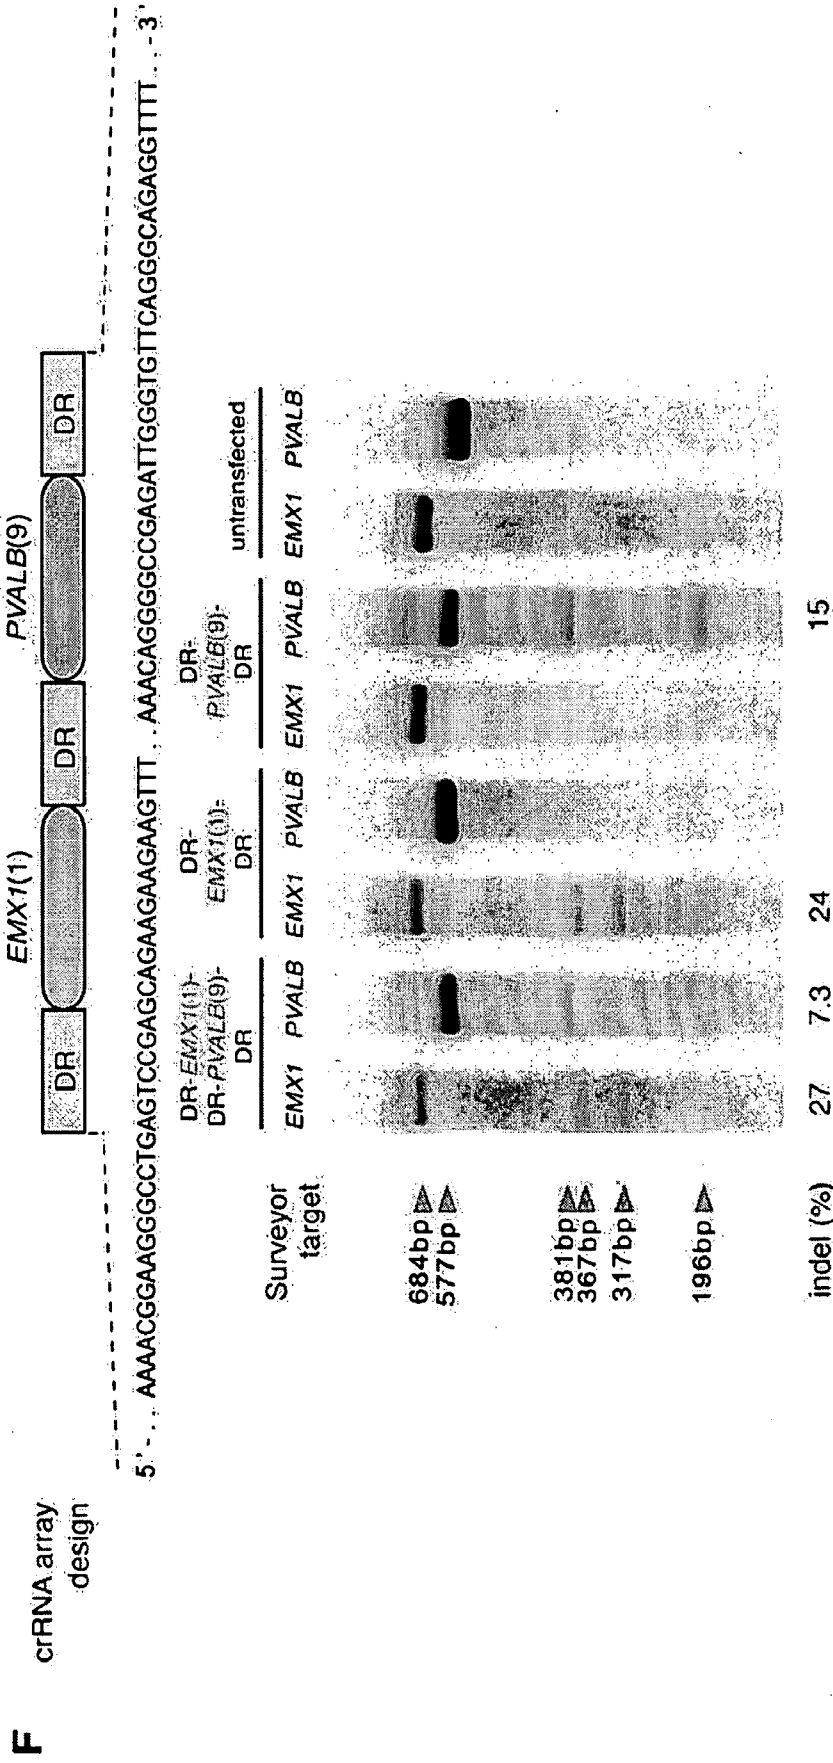 F
crRNA array
design
EMX1(1)
PVALB(9)
DR
DR
DR
5'-... AAAACGGAAGGGCCTGAGTCCGAGCAGAAGAAGAAGTTT...AAACAGGGGCCGAGATTGGGTGTTCAGGGCAGAGGTTTT...-3'
DR-EMX1(1)-
DR-PVALB(9)-
DR
DR-
EMX1(1)-
DR
DR-
PVALB(9)-
DR
untransfected
Surveyor
target
EMX1 PVALB EMX1 PVALB EMX1 PVALB EMX1 PVALB
684bp
577bp
381bp
367bp
317bp
196bp
indel (%) 27 7.3 24 15